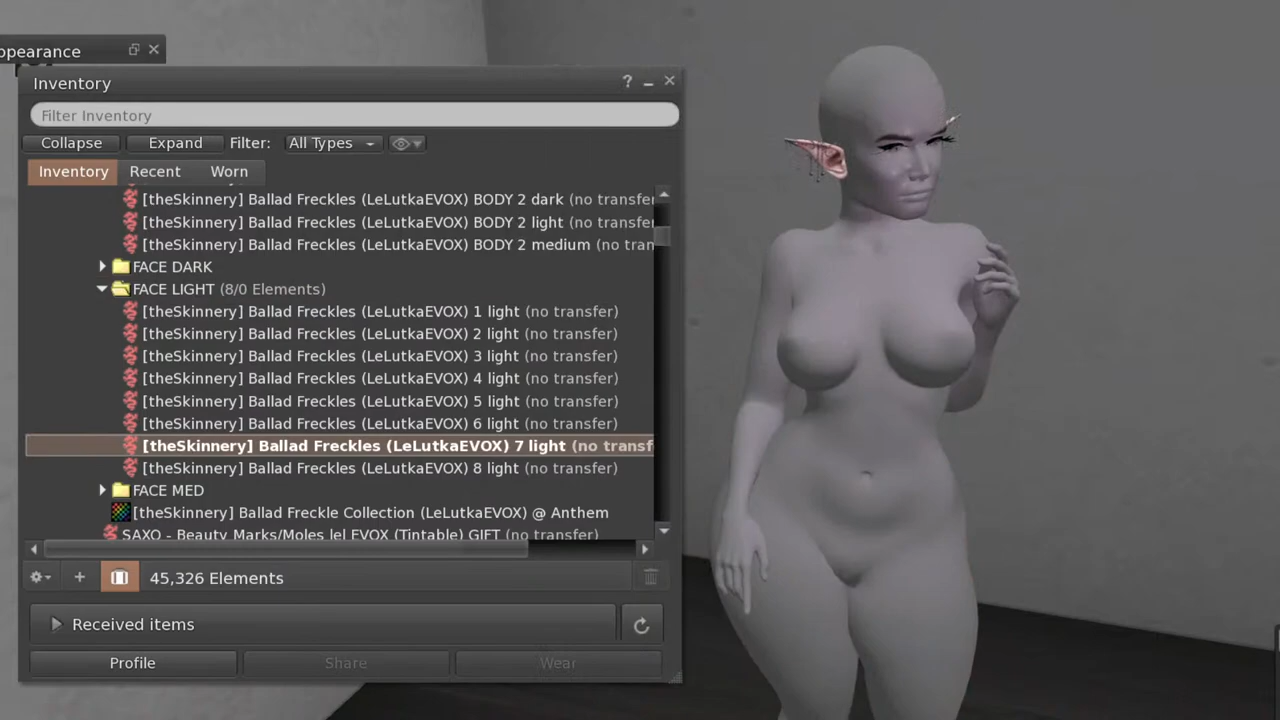 ppearance
Inventory
?
Filter Inventory
Collapse Expand Filter: All Types
Inventory Recent Worn
[theSkinnery] Ballad Freckles (LeLutkaEVOX) BODY 2 dark (no transfer
[theSkinnery] Ballad Freckles (LeLutkaEVOX) BODY 2 light (no transfer
[theSkinnery] Ballad Freckles (LeLutkaEVOX) BODY 2 medium (no tran
FACE DARK
FACE LIGHT (8/0 Elements)
[theSkinnery] Ballad Freckles (LeLutkaEVOX) 1 light (no transfer)
[theSkinnery] Ballad Freckles (LeLutkaEVOX) 2 light (no transfer)
[theSkinnery] Ballad Freckles (LeLutkaEVOX) 3 light (no transfer)
[theSkinnery] Ballad Freckles (LeLutkaEVOX) 4 light (no transfer)
[theSkinnery] Ballad Freckles (LeLutkaEVOX) 5 light (no transfer)
[theSkinnery] Ballad Freckles (LeLutkaEVOX) 6 light (no transfer)
[theSkinnery] Ballad Freckles (LeLutkaEVOX) 7 light (no transf
[theSkinnery] Ballad Freckles (LeLutkaEVOX) 8 light (no transfer)
FACE MED
[theSkinnery] Ballad Freckle Collection (LeLutkaEVOX) @ Anthem
SAXO - Beauty Marks/Moles lel EVOX (Tintable) GIFT (no transfer)
45,326 Elements
Received items
Profile Share Wear